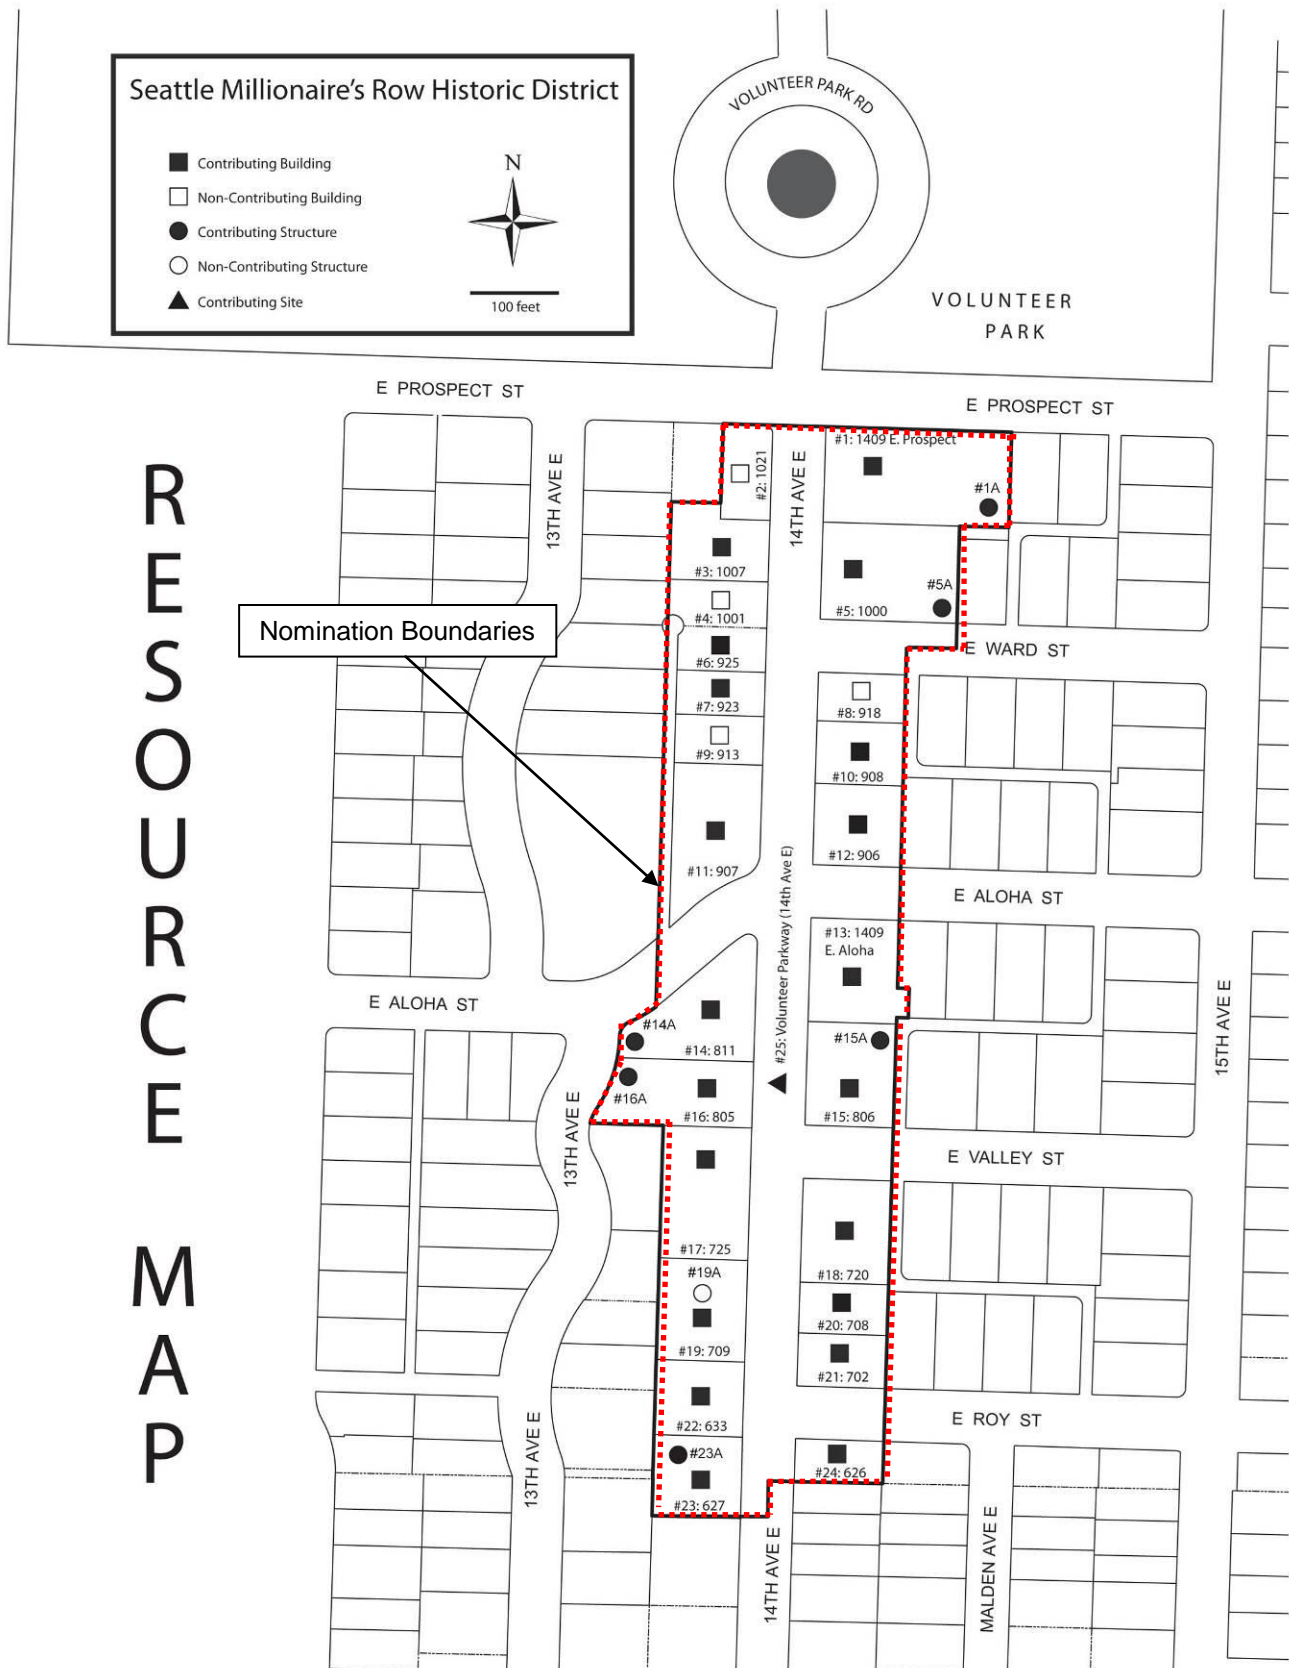 Seattle Millionaire's Row Historic District
Contributing Building
Non-Contributing Building
Contributing Structure
Non-Contributing Structure
Contributing Site
N
100 feet
VOLUNTEER PARK RD
VOLUNTEER
PARK
RESOURCE MAP
E PROSPECT ST
E PROSPECT ST
13TH AVE E
14TH AVE E
#1: 1409 E. Prospect
#1A
#2: 1021
#3: 1007
#4: 1001
#5: 1000
#5A
Nomination Boundaries
E WARD ST
#6: 925
#7: 923
#8: 918
#9: 913
#10: 908
#11: 907
#12: 906
E ALOHA ST
#13: 1409
E. Aloha
#25: Volunteer Parkway (14th Ave E)
E ALOHA ST
#14A
#14: 811
#15A
#15: 806
#16A
#16: 805
15TH AVE E
13TH AVE E
E VALLEY ST
#17: 725
#18: 720
#19A
#19: 709
#20: 708
#21: 702
#22: 633
E ROY ST
#23A
#23: 627
#24: 626
13TH AVE E
14TH AVE E
MALDEN AVE E